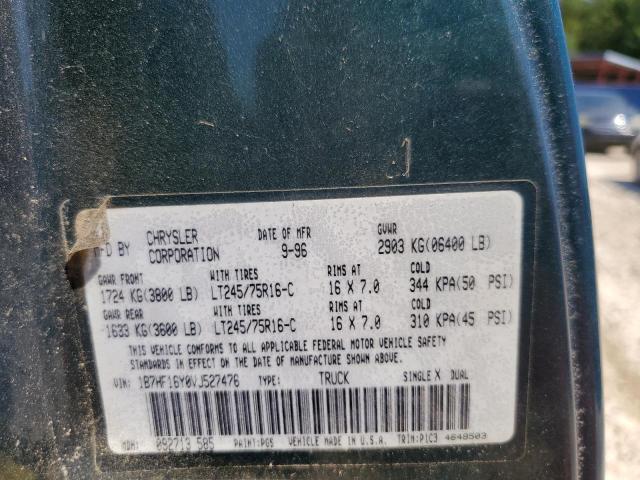 MFD BY CHRYSLER CORPORATION DATE OF MFR 9-96 GVWR 2903 KG(06400 LB)
GAWR FRONT WITH TIRES RIMS AT COLD
1724 KG(3800 LB) LT245/75R16-C 16 X 7.0 344 KPA(50 PSI)
GAWR REAR WITH TIRES RIMS AT COLD
1633 KG(3600 LB) LT245/75R16-C 16 X 7.0 310 KPA(45 PSI)
THIS VEHICLE CONFORMS TO ALL APPLICABLE FEDERAL MOTOR VEHICLE SAFETY
STANDARDS IN EFFECT ON THE DATE OF MANUFACTURE SHOWN ABOVE.
VIN: 1B7HF16Y0VJ527476 TYPE: TRUCK SINGLE X DUAL
MDH: 092713 585 PAINT:PG5 VEHICLE MADE IN U.S.A. TRIM:P1C3 4648503